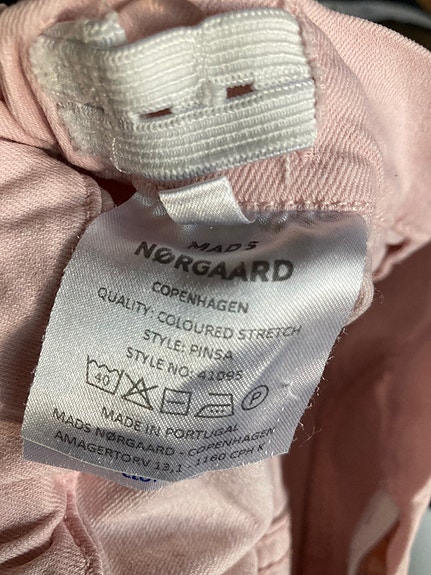 MADS
NØRGAARD
COPENHAGEN
QUALITY: COLOURED STRETCH
STYLE: PINSA
STYLE NO: 41095
40 P
MADE IN PORTUGAL
MADS NØRGAARD - COPENHAGEN
AMAGERTORV 13,1 - 1160 CPH K